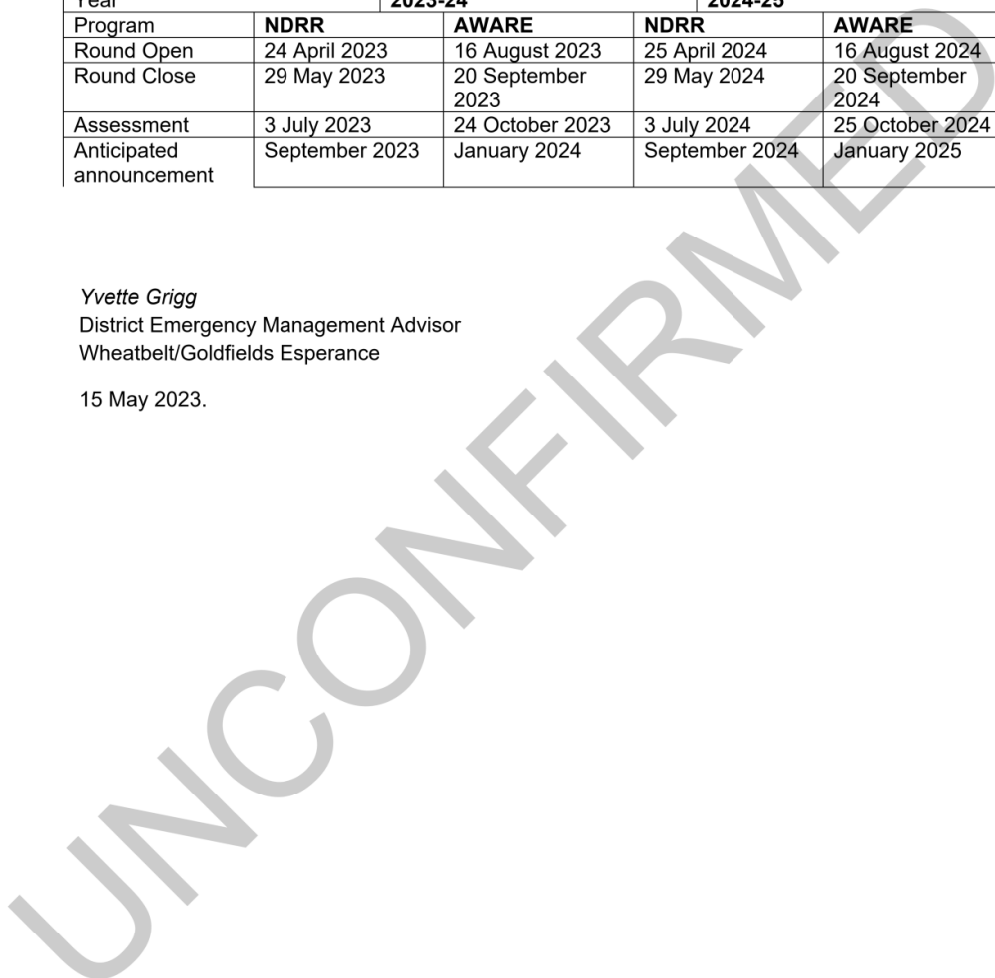 Year 2023-24 2024-25
Program NDRR AWARE NDRR AWARE
Round Open 24 April 2023 16 August 2023 25 April 2024 16 August 2024
Round Close 29 May 2023 20 September 29 May 2024 20 September
2023 2024
Assessment 3 July 2023 24 October 2023 3 July 2024 25 October 2024
Anticipated September 2023 January 2024 September 2024 January 2025
announcement
Yvette Grigg
District Emergency Management Advisor
Wheatbelt/Goldfields Esperance
15 May 2023.
UNCONFIRMED